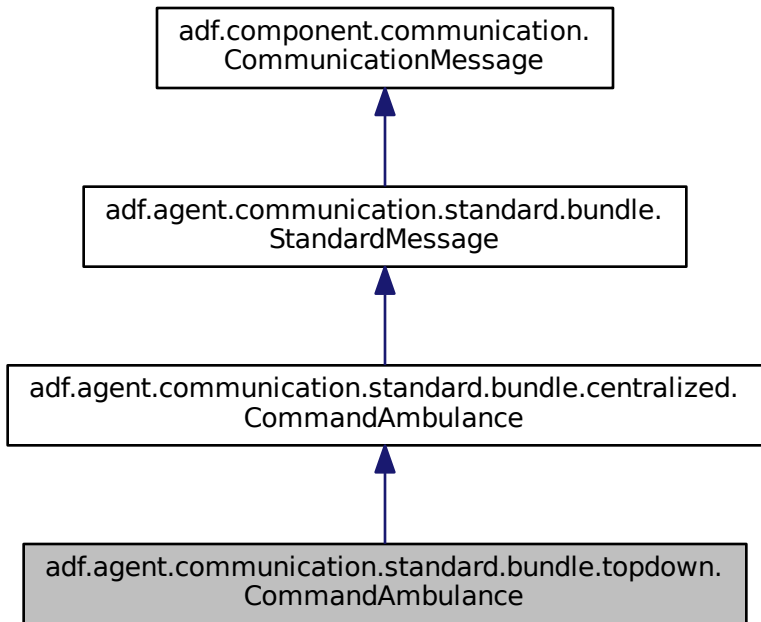 adf.component.communication.
CommunicationMessage
adf.agent.communication.standard.bundle.
StandardMessage
adf.agent.communication.standard.bundle.centralized.
CommandAmbulance
adf.agent.communication.standard.bundle.topdown.
CommandAmbulance